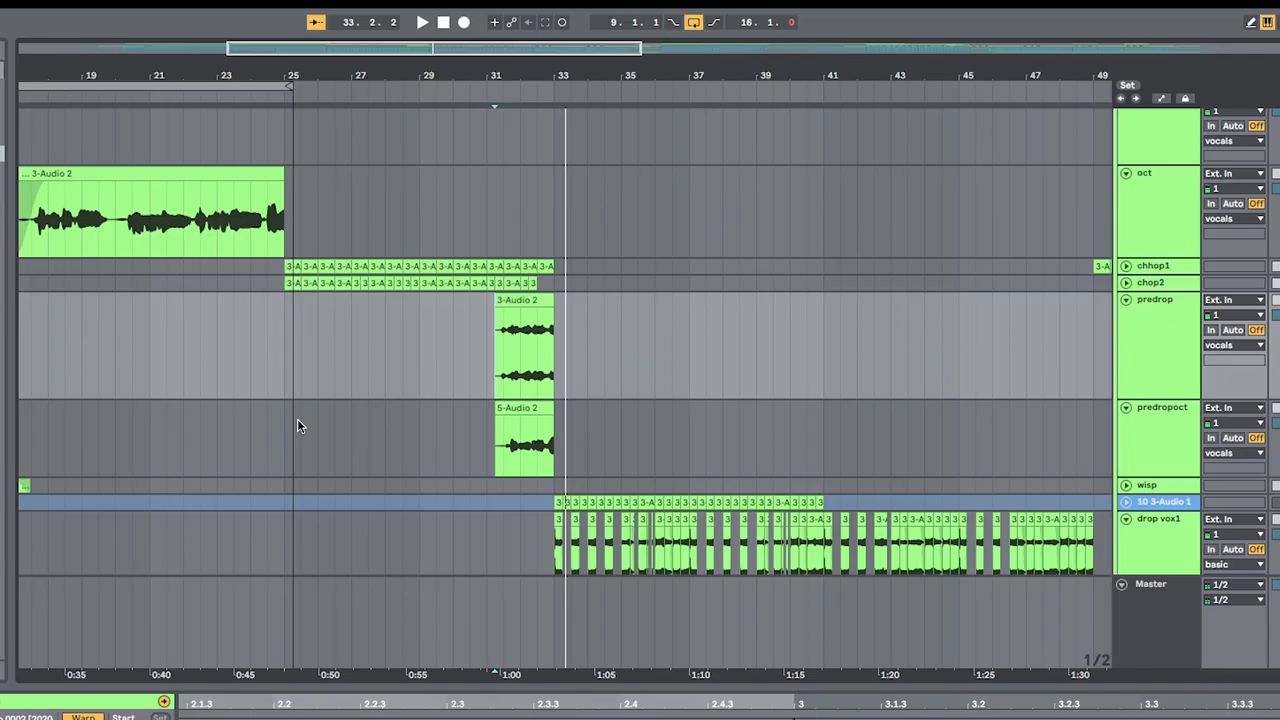 33. 2. 2 9. 1. 1 16. 1. 0
19 21 23 25 27 29 31 33 35 37 39 41 43 45 47 49
Set
1
In Auto Off
vocals
... 3-Audio 2
oct
Ext. In
1
In Auto Off
vocals
chhop1
chop2
3-Audio 2
predrop
Ext. In
1
In Auto Off
vocals
5-Audio 2
predropoct
Ext. In
1
In Auto Off
vocals
...
wisp
10 3-Audio 1
drop vox1
Ext. In
1
In Auto Off
basic
Master
1/2
1/2
1/2
0:35 0:40 0:45 0:50 0:55 1:00 1:05 1:10 1:15 1:20 1:25 1:30
2.1.3 2.2 2.2.3 2.3 2.4 2.4.3 3 3.1.3 3.2 3.2.3 3.3 3.3.3
0002 [2020 Warp Start Set